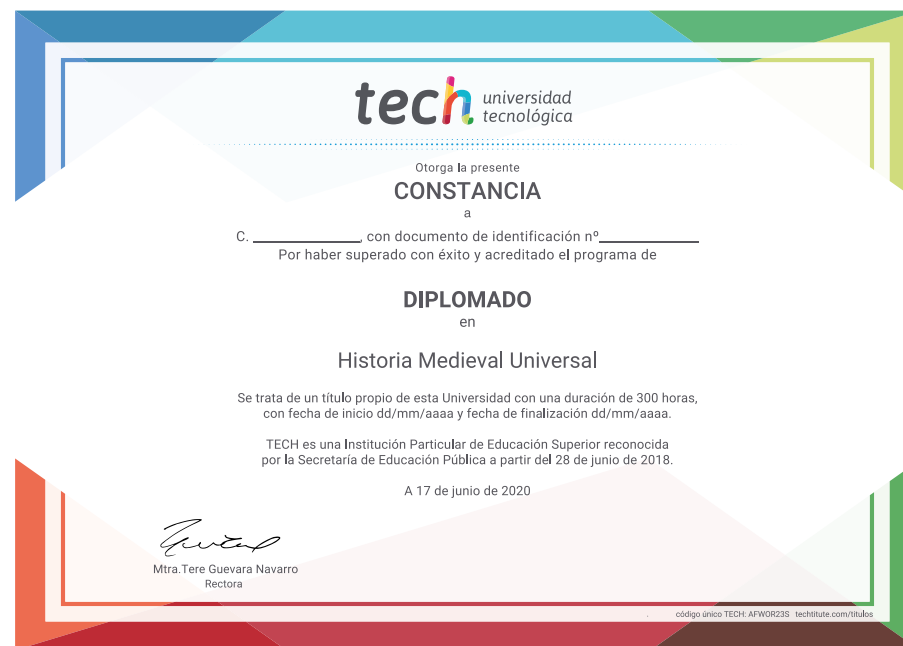 tech universidad
tecnológica
Otorga la presente
CONSTANCIA
a
C. ____________, con documento de identificación nº____________
Por haber superado con éxito y acreditado el programa de
DIPLOMADO
en
Historia Medieval Universal
Se trata de un título propio de esta Universidad con una duración de 300 horas,
con fecha de inicio dd/mm/aaaa y fecha de finalización dd/mm/aaaa.
TECH es una Institución Particular de Educación Superior reconocida
por la Secretaría de Educación Pública a partir del 28 de junio de 2018.
A 17 de junio de 2020
Mtra.Tere Guevara Navarro
Rectora
código único TECH: AFWOR23S techtitute.com/titulos